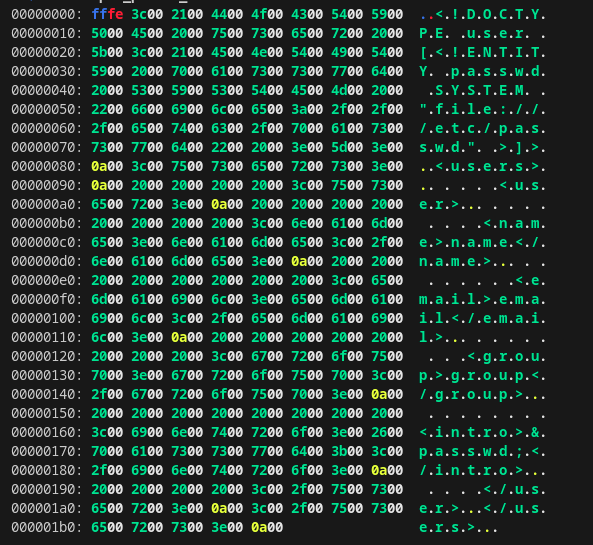 00000000: fffe 3c00 2100 4400 4f00 4300 5400 5900  ..<.!.D.O.C.T.Y.
00000010: 5000 4500 2000 7500 7300 6500 7200 2000  P.E. .u.s.e.r. .
00000020: 5b00 3c00 2100 4500 4e00 5400 4900 5400  [.<.!.E.N.T.I.T.
00000030: 5900 2000 7000 6100 7300 7300 7700 6400  Y. .p.a.s.s.w.d.
00000040: 2000 5300 5900 5300 5400 4500 4d00 2000   .S.Y.S.T.E.M. .
00000050: 2200 6600 6900 6c00 6500 3a00 2f00 2f00  ".f.i.l.e.:././.
00000060: 2f00 6500 7400 6300 2f00 7000 6100 7300  /.e.t.c./.p.a.s.
00000070: 7300 7700 6400 2200 2000 3e00 5d00 3e00  s.w.d.". .>.].>.
00000080: 0a00 3c00 7500 7300 6500 7200 7300 3e00  ..<.u.s.e.r.s.>.
00000090: 0a00 2000 2000 2000 2000 3c00 7500 7300  .. . . . .<.u.s.
000000a0: 6500 7200 3e00 0a00 2000 2000 2000 2000  e.r.>... . . . .
000000b0: 2000 2000 2000 2000 3c00 6e00 6100 6d00   . . . .<.n.a.m.
000000c0: 6500 3e00 6e00 6100 6d00 6500 3c00 2f00  e.>.n.a.m.e.<./.
000000d0: 6e00 6100 6d00 6500 3e00 0a00 2000 2000  n.a.m.e.>... . .
000000e0: 2000 2000 2000 2000 2000 2000 3c00 6500   . . . . . .<.e.
000000f0: 6d00 6100 6900 6c00 3e00 6500 6d00 6100  m.a.i.l.>.e.m.a.
00000100: 6900 6c00 3c00 2f00 6500 6d00 6100 6900  i.l.<./.e.m.a.i.
00000110: 6c00 3e00 0a00 2000 2000 2000 2000 2000  l.>... . . . . .
00000120: 2000 2000 2000 3c00 6700 7200 6f00 7500   . . .<.g.r.o.u.
00000130: 7000 3e00 6700 7200 6f00 7500 7000 3c00  p.>.g.r.o.u.p.<.
00000140: 2f00 6700 7200 6f00 7500 7000 3e00 0a00  /.g.r.o.u.p.>...
00000150: 2000 2000 2000 2000 2000 2000 2000 2000   . . . . . . . .
00000160: 3c00 6900 6e00 7400 7200 6f00 3e00 2600  <.i.n.t.r.o.>.&.
00000170: 7000 6100 7300 7300 7700 6400 3b00 3c00  p.a.s.s.w.d.;.<.
00000180: 2f00 6900 6e00 7400 7200 6f00 3e00 0a00  /.i.n.t.r.o.>...
00000190: 2000 2000 2000 2000 3c00 2f00 7500 7300   . . . .<./.u.s.
000001a0: 6500 7200 3e00 0a00 3c00 2f00 7500 7300  e.r.>...<./.u.s.
000001b0: 6500 7200 7300 3e00 0a00  e.r.s.>...